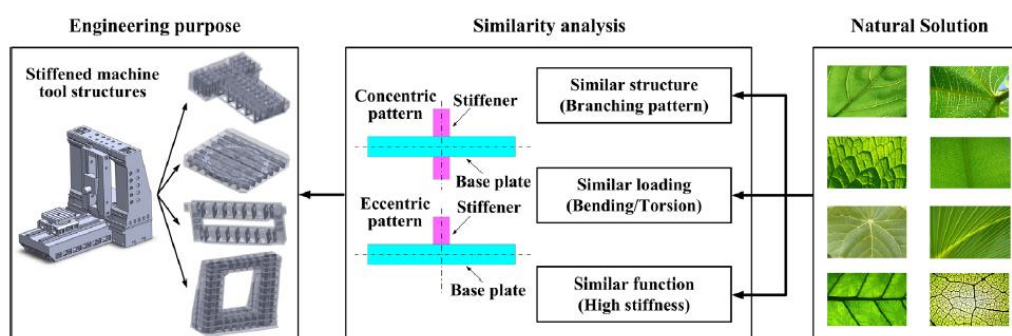 Engineering purpose
Similarity analysis
Natural Solution
Stiffened machine
tool structures
Concentric
pattern
Stiffener
Base plate
Eccentric
pattern
Stiffener
Base plate
Similar structure
(Branching pattern)
Similar loading
(Bending/Torsion)
Similar function
(High stiffness)